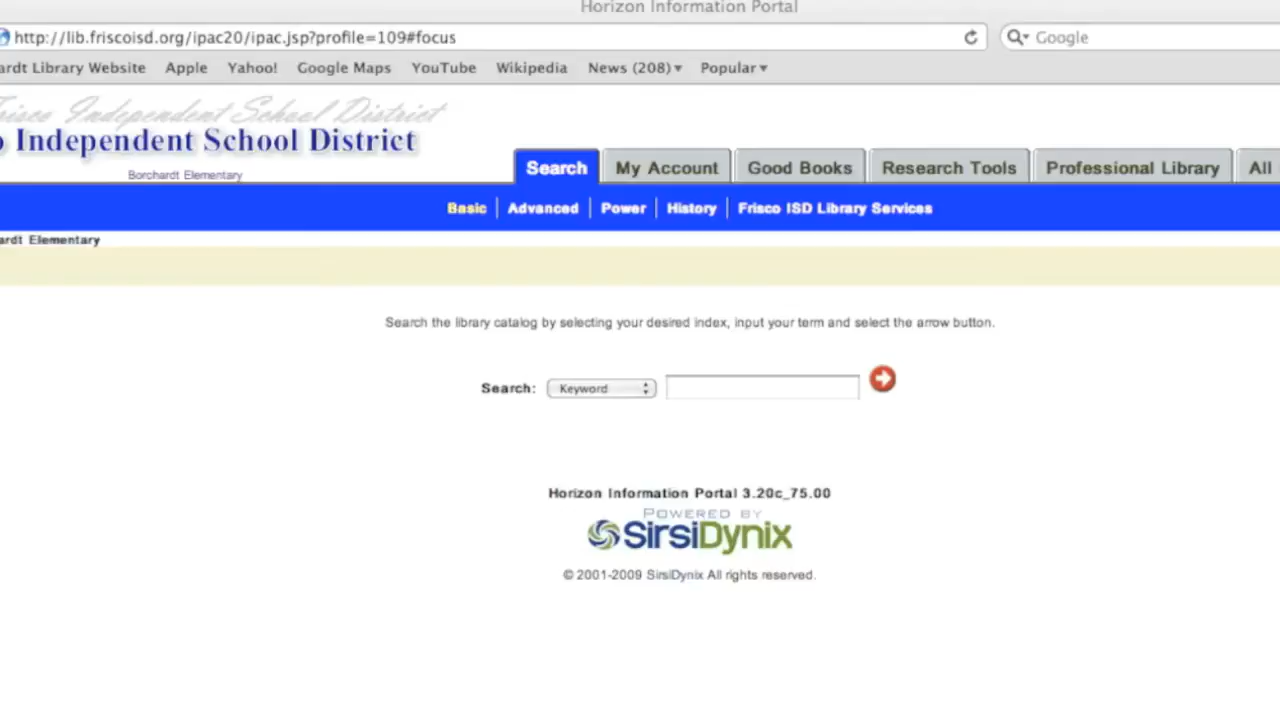 Horizon Information Portal
http://lib.friscoisd.org/ipac20/ipac.jsp?profile=109#focus
Google
ardt Library Website Apple Yahoo! Google Maps YouTube Wikipedia News (208) Popular
Frisco Independent School District
o Independent School District
Borchardt Elementary
Search My Account Good Books Research Tools Professional Library All
Basic Advanced Power History Frisco ISD Library Services
ardt Elementary
Search the library catalog by selecting your desired index, input your term and select the arrow button.
Search: Keyword
Horizon Information Portal 3.20c_75.00
POWERED BY
SirsiDynix
© 2001-2009 SirsiDynix All rights reserved.